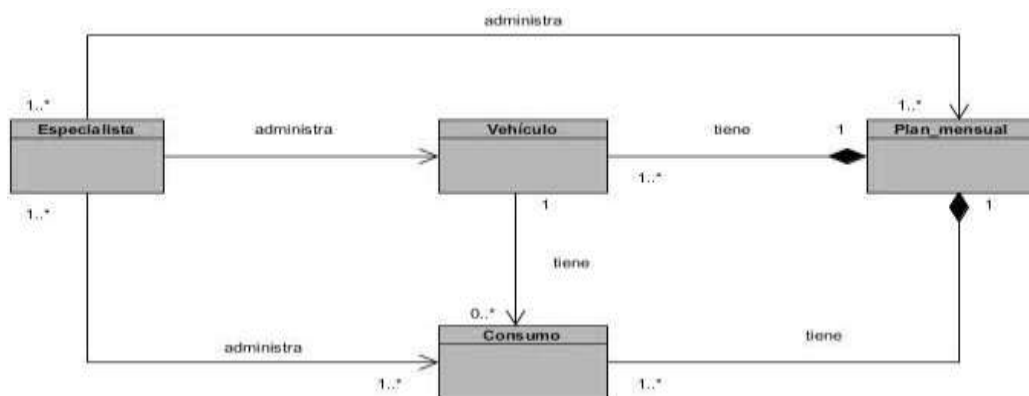 administra
1..*
1..*
Especialista
administra
Vehículo
tiene
1
Plan_mensual
1..*
1..*
1
1
tiene
0..*
Consumo
administra
tiene
1..*
1..*